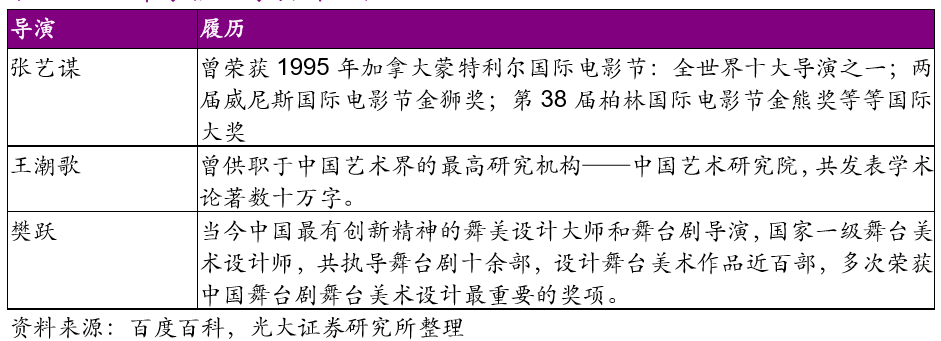 导演 履历
张艺谋 曾荣获 1995 年加拿大蒙特利尔国际电影节：全世界十大导演之一；两
届威尼斯国际电影节金狮奖；第 38 届柏林国际电影节金熊奖等等国际
大奖
王潮歌 曾供职于中国艺术界的最高研究机构——中国艺术研究院，共发表学术
论著数十万字。
樊跃 当今中国最有创新精神的舞美设计大师和舞台剧导演，国家一级舞台美
术设计师，共执导舞台剧十余部，设计舞台美术作品近百部，多次荣获
中国舞台剧舞台美术设计最重要的奖项。
资料来源：百度百科，光大证券研究所整理